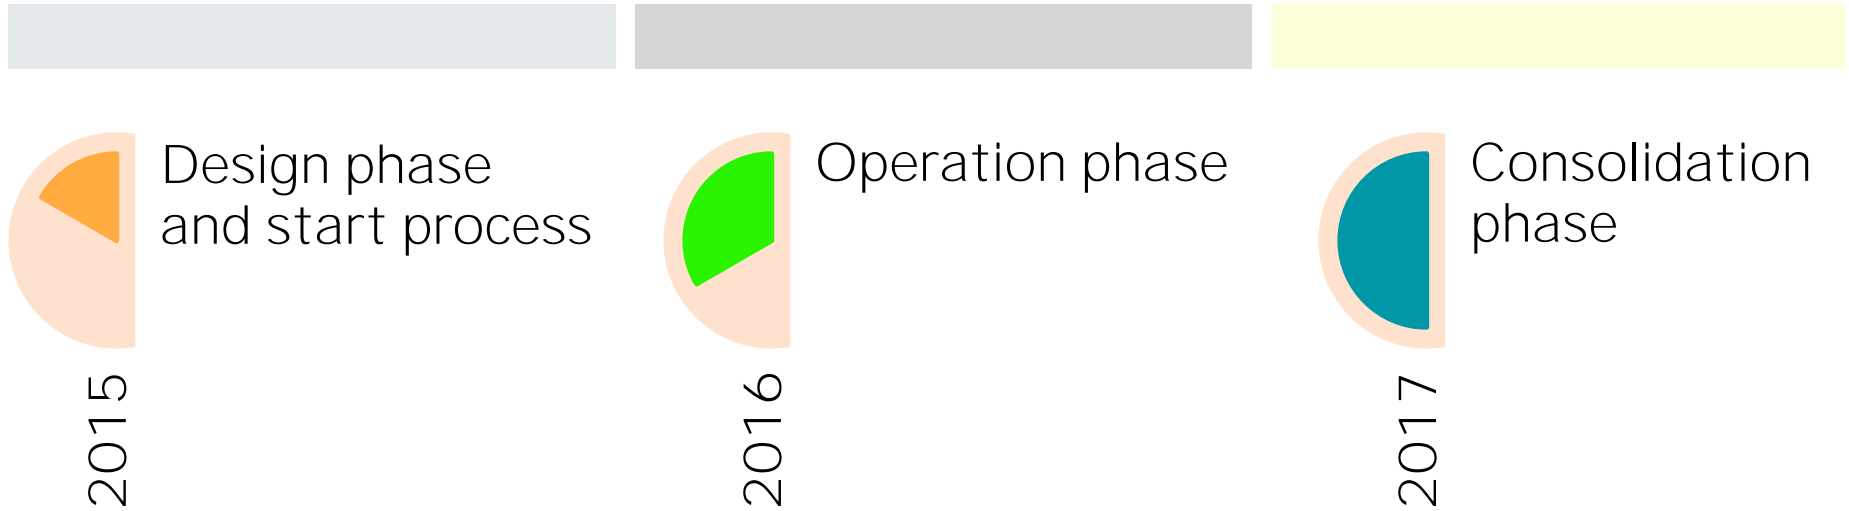 Design phase
and start process
2015
Operation phase
2016
Consolidation
phase
2017